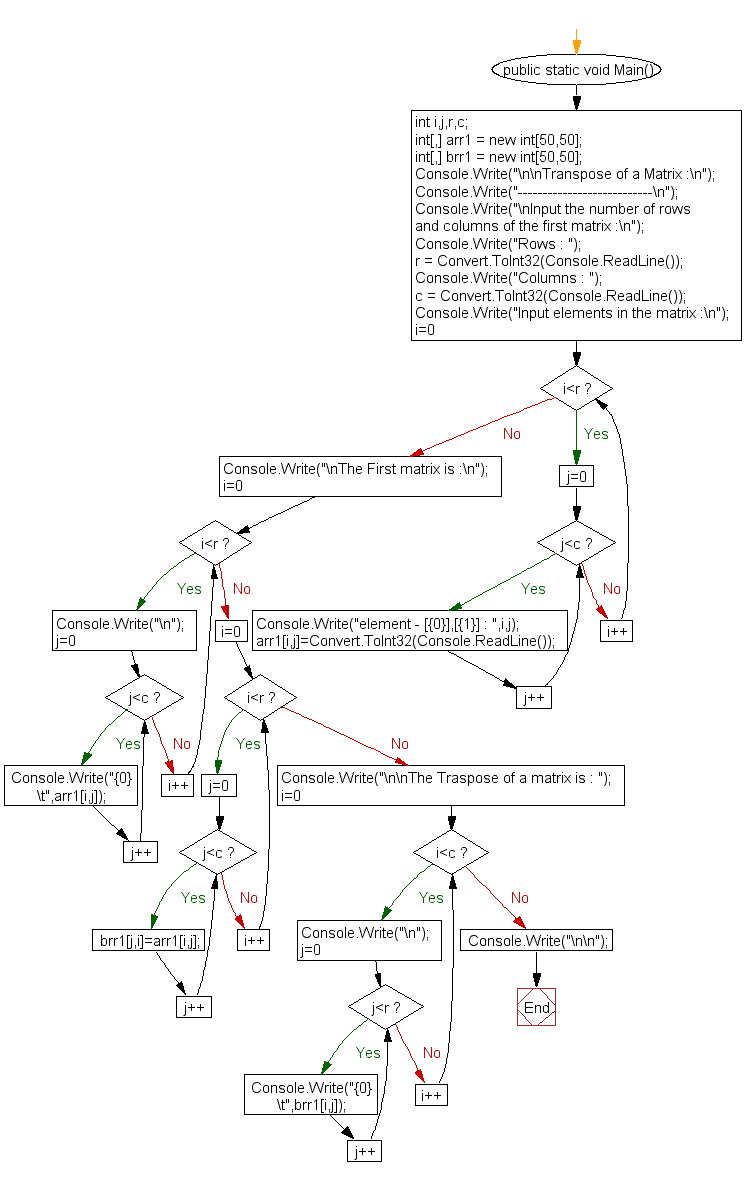 public static void Main()
int i,j,r,c;
int[,] arr1 = new int[50,50];
int[,] brr1 = new int[50,50];
Console.Write("\n\nTranspose of a Matrix :\n");
Console.Write("---------------------------\n");
Console.Write("\nInput the number of rows
and columns of the first matrix :\n");
Console.Write("Rows : ");
r = Convert.ToInt32(Console.ReadLine());
Console.Write("Columns : ");
c = Convert.ToInt32(Console.ReadLine());
Console.Write("Input elements in the matrix :\n");
i=0
i<r ?
No
Yes
Console.Write("\nThe First matrix is :\n");
i=0
j=0
i<r ?
j<c ?
Yes
No
Yes
No
Console.Write("\n");
j=0
i=0
Console.Write("element - [{0}],[{1}] : ",i,j);
arr1[i,j]=Convert.ToInt32(Console.ReadLine());
i++
j<c ?
i<r ?
j++
Yes
No
Yes
No
Console.Write("{0}
\t",arr1[i,j]);
i++
j=0
Console.Write("\n\nThe Traspose of a matrix is : ");
i=0
j++
j<c ?
i<c ?
Yes
No
Yes
No
brr1[j,i]=arr1[i,j];
i++
Console.Write("\n");
j=0
Console.Write("\n\n");
j++
j<r ?
End
Yes
No
Console.Write("{0}
\t",brr1[i,j]);
i++
j++